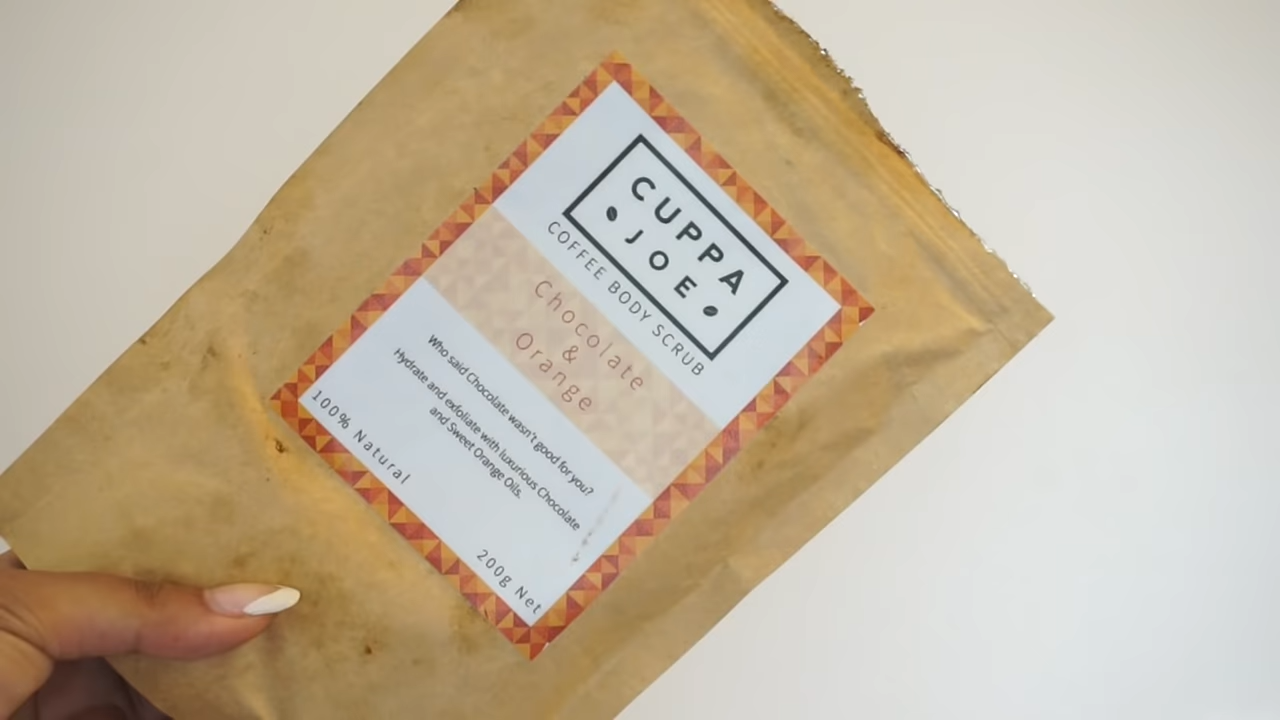 CUPPA
JOE
COFFEE BODY SCRUB
Chocolate
&
Orange
Who said Chocolate wasn't good for you?
Hydrate and exfoliate with luxurious Chocolate
and Sweet Orange Oils.
100% Natural
200g Net